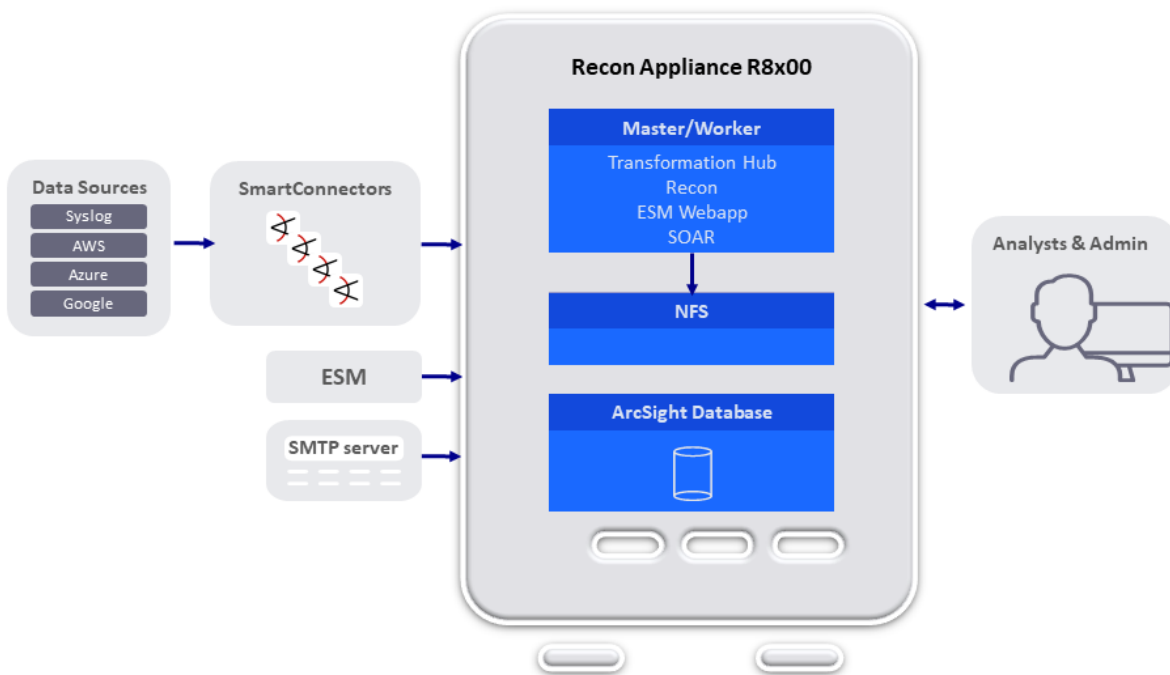 Recon Appliance R8x00
Master/Worker
Transformation Hub
Recon
ESM Webapp
SOAR
NFS
ArcSight Database
Data Sources
Syslog
AWS
Azure
Google
SmartConnectors
ESM
SMTP server
Analysts & Admin